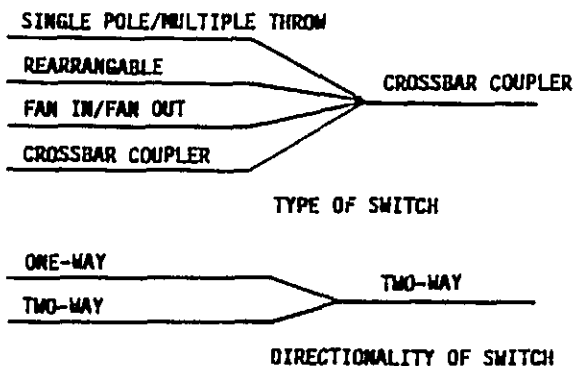 SINGLE POLE/MULTIPLE THROW
REARRANGABLE
CROSSBAR COUPLER
FAN IN/FAN OUT
CROSSBAR COUPLER
TYPE OF SWITCH
ONE-WAY
TWO-WAY
TWO-WAY
DIRECTIONALITY OF SWITCH